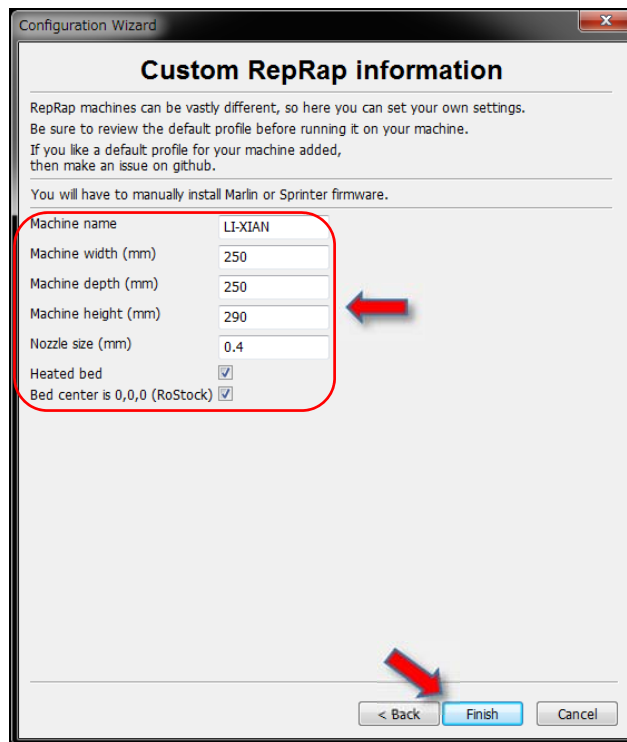 Configuration Wizard
Custom RepRap information
RepRap machines can be vastly different, so here you can set your own settings.
Be sure to review the default profile before running it on your machine.
If you like a default profile for your machine added,
then make an issue on github.
You will have to manually install Marlin or Sprinter firmware.
Machine name LI-XIAN
Machine width (mm) 250
Machine depth (mm) 250
Machine height (mm) 290
Nozzle size (mm) 0.4
Heated bed
Bed center is 0,0,0 (RoStock)
< Back Finish Cancel